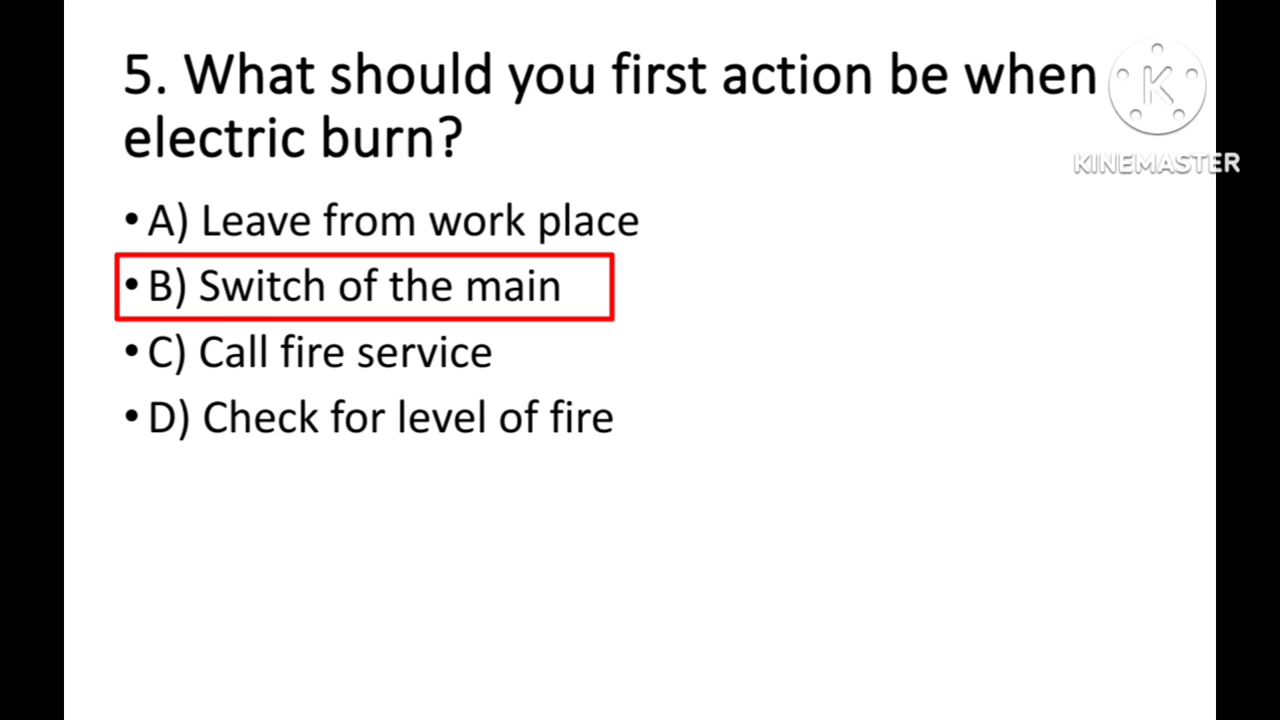 5. What should you first action be when
electric burn?
• A) Leave from work place
• B) Switch of the main
• C) Call fire service
• D) Check for level of fire
K
KINEMASTER